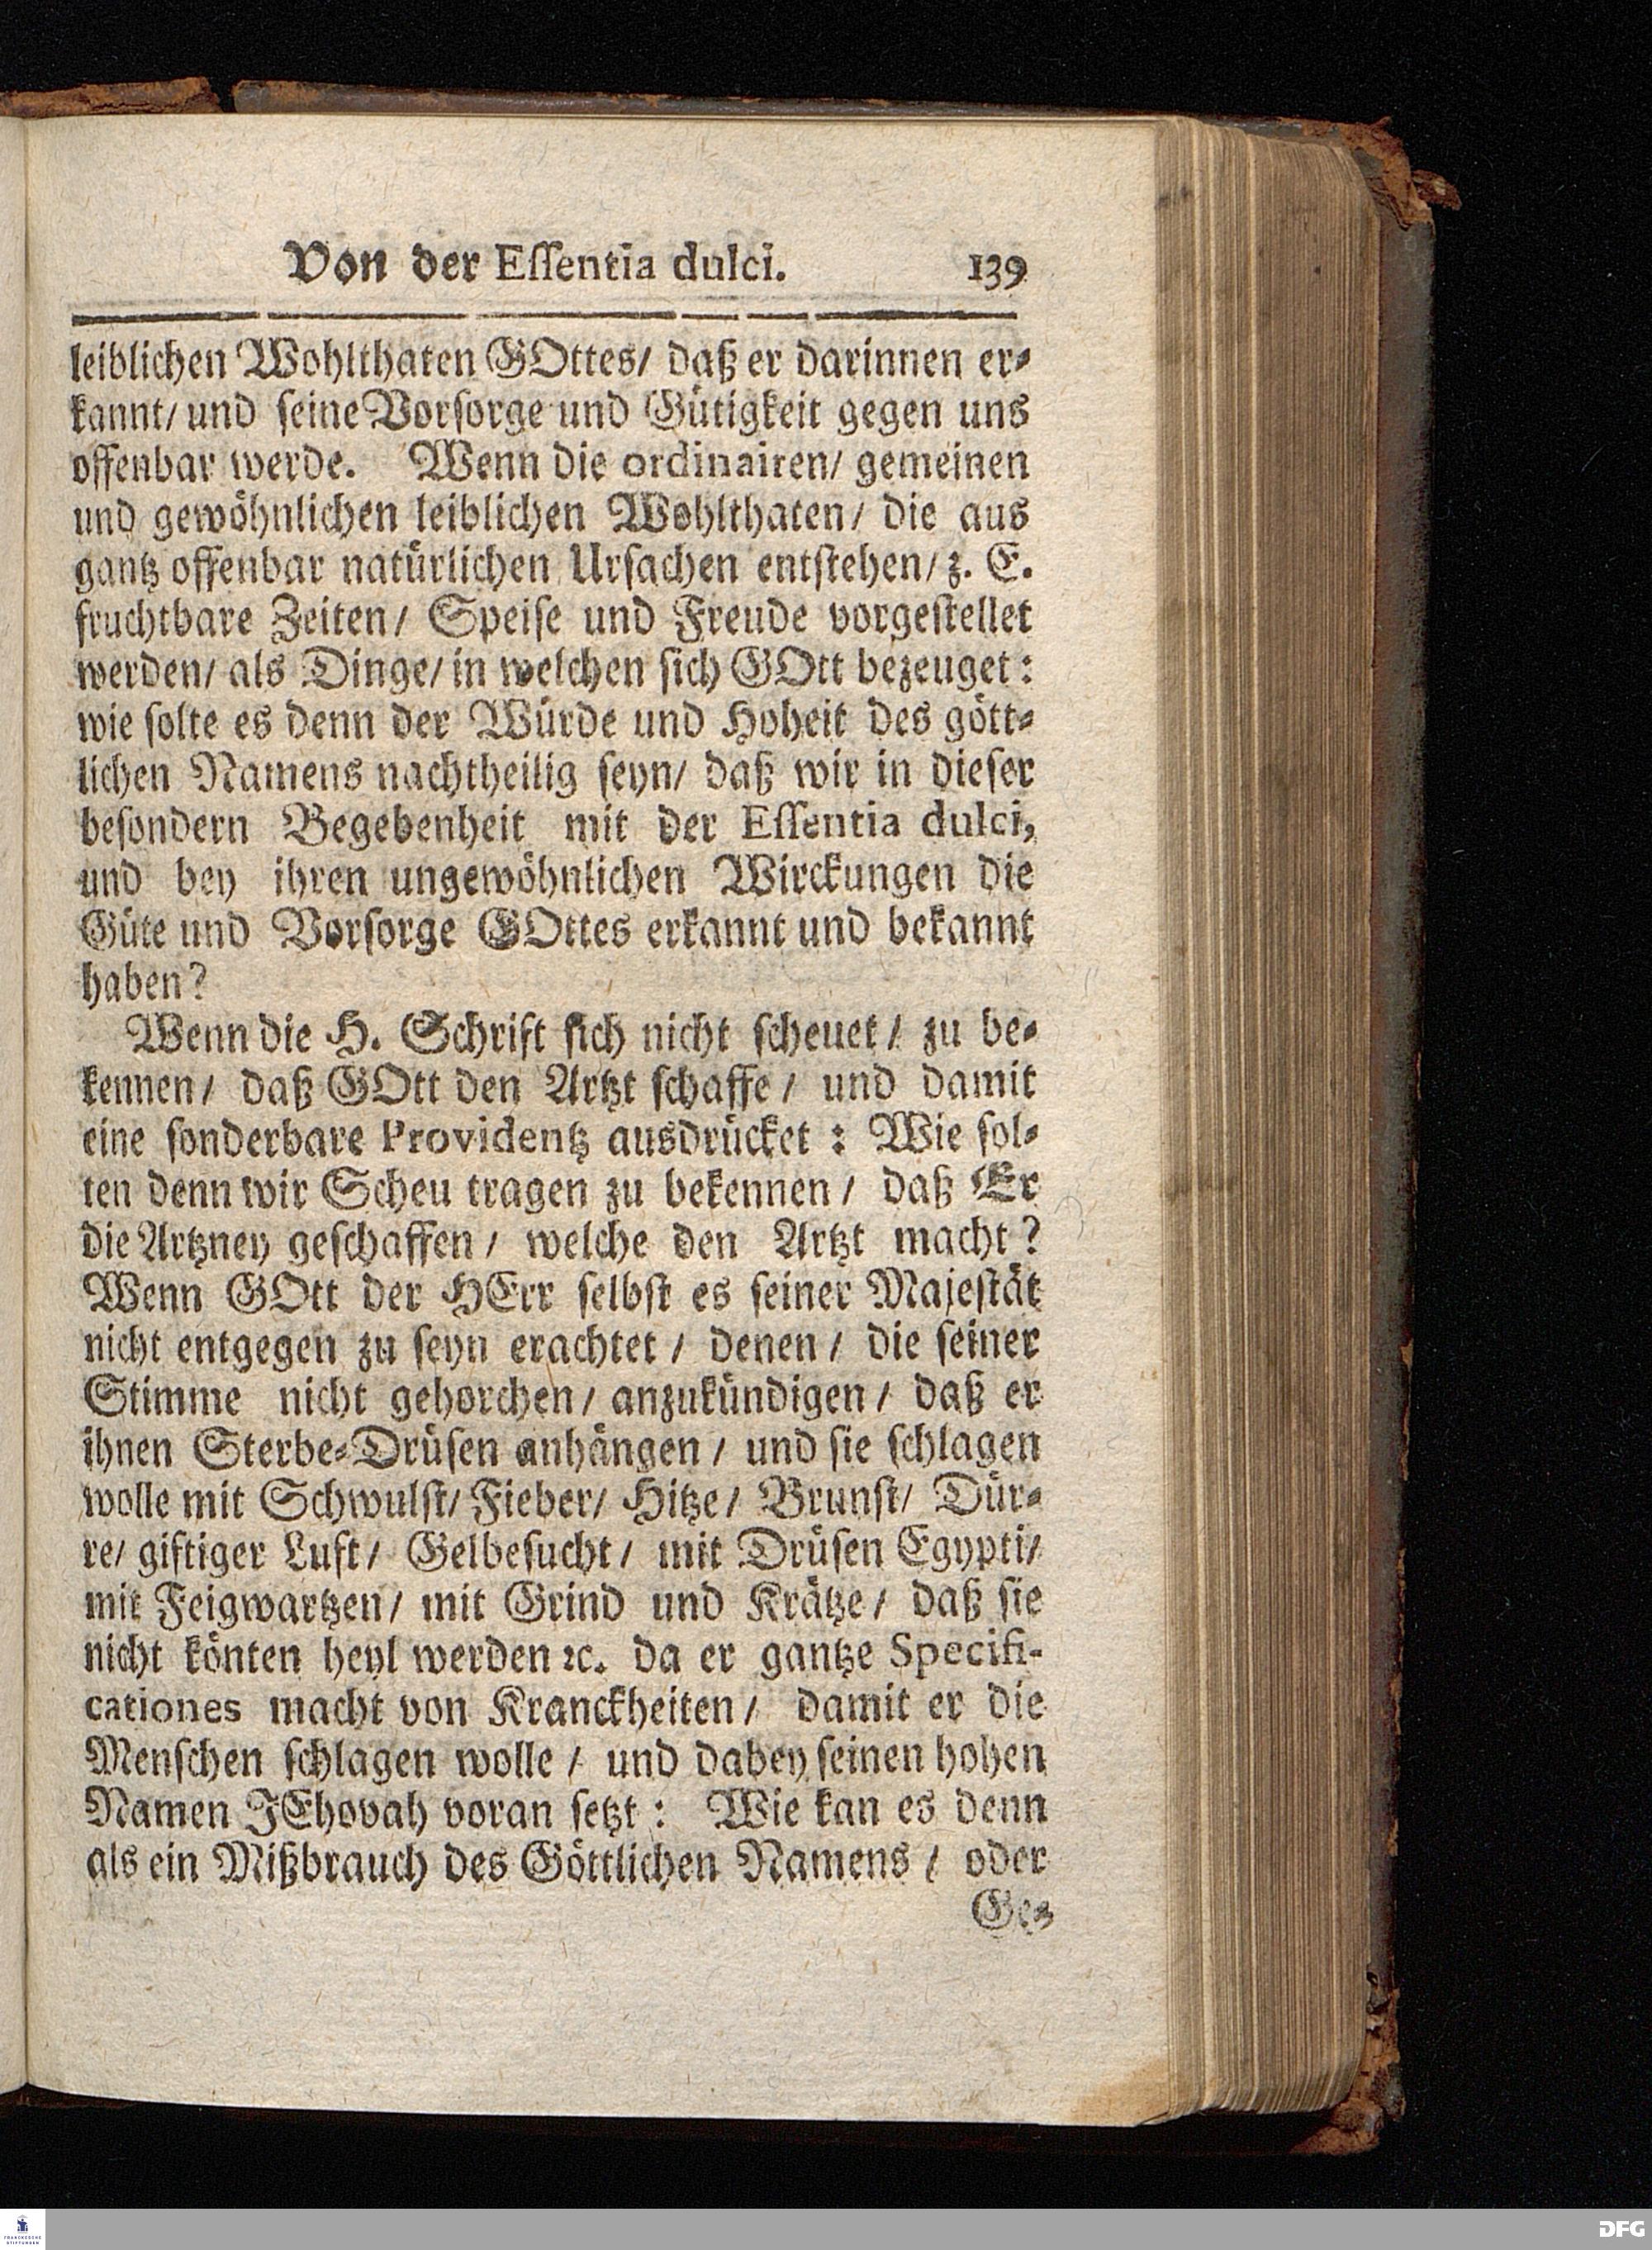 Von der Essentia dulci. 139
leiblichen Wohlthaten GOttes/ daß er darinnen er-
kannt/ und seine Vorsorge und Gütigkeit gegen uns
offenbar werde. Wenn die ordinairen/ gemeinen
und gewöhnlichen leiblichen Wohlthaten/ die aus
gantz offenbar natürlichen Ursachen entstehen/ z. E.
fruchtbare Zeiten/ Speise und Freude vorgestellet
werden/ als Dinge/ in welchen sich GOtt bezeuget:
wie solte es denn der Würde und Hoheit des gött-
lichen Namens nachtheilig seyn/ daß wir in dieser
besondern Begebenheit mit der Essentia dulci,
und bey ihren ungewöhnlichen Wirckungen die
Güte und Vorsorge GOttes erkannt und bekannt
haben?
Wenn die H. Schrift sich nicht scheuet/ zu be-
kennen/ daß GOtt den Artzt schaffe/ und damit
eine sonderbare Providentz ausdrücket: Wie sol-
ten denn wir Scheu tragen zu bekennen/ daß Er
die Artzney geschaffen/ welche den Artzt macht?
Wenn GOtt der HErr selbst es seiner Majestät
nicht entgegen zu seyn erachtet/ denen/ die seiner
Stimme nicht gehorchen/ anzukündigen/ daß er
ihnen Sterbe-Drüsen anhängen/ und sie schlagen
wolle mit Schwulst/ Fieber/ Hitze/ Brunst/ Dür-
re/ giftiger Luft/ Gelbesucht/ mit Drüsen Egypti/
mit Feigwartzen/ mit Grind und Krätze/ daß sie
nicht könten heyl werden ꝛc. da er gantze Specifi-
cationes macht von Kranckheiten/ damit er die
Menschen schlagen wolle/ und dabey seinen hohen
Namen JEhovah voran setzt: Wie kan es denn
als ein Mißbrauch des Göttlichen Namens/ oder
Ge-
FRANCKESCHE
STIFTUNGEN
DFG